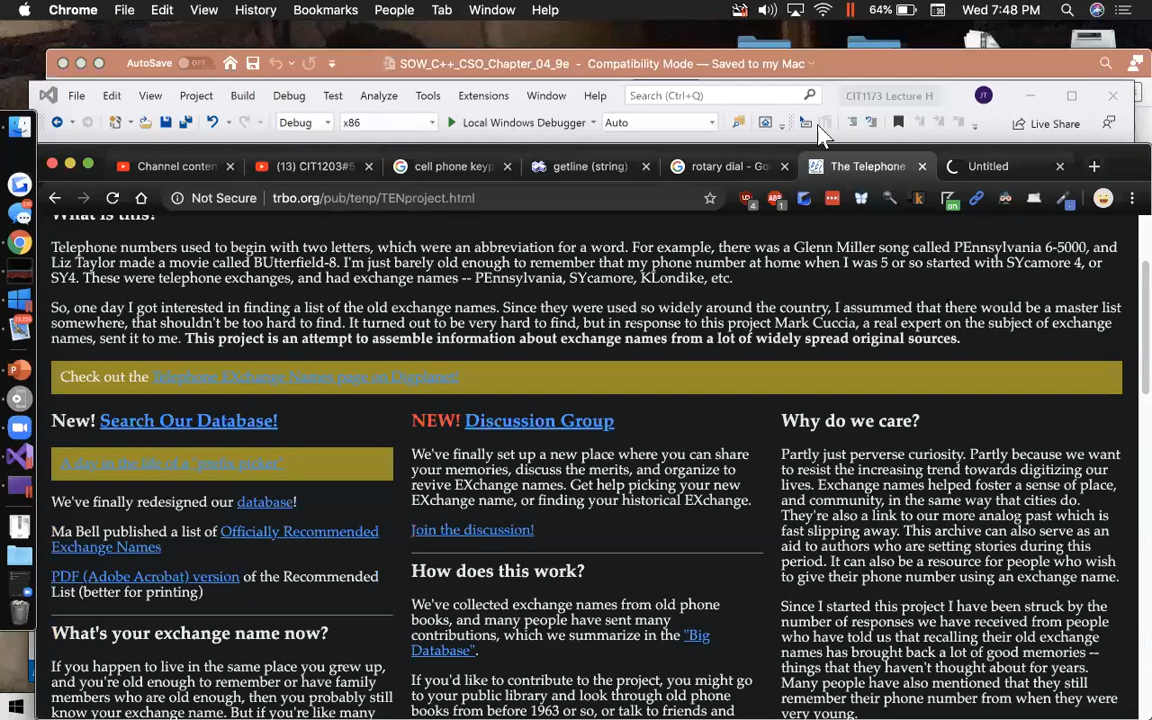 Chrome File Edit View History Bookmarks People Tab Window Help 64% Wed 7:48 PM
AutoSave OFF SOW_C++_CSO_Chapter_04_9e - Compatibility Mode — Saved to my Mac
File Edit View Project Build Debug Test Analyze Tools Extensions Window Help Search (Ctrl+Q) CIT1173 Lecture H JT
Debug x86 Local Windows Debugger Auto Live Share
Channel conten (13) CIT1203#5 cell phone keyp getline (string) rotary dial - Go The Telephone Untitled
Not Secure trbo.org/pub/tenp/TENproject.html
What is this?
Telephone numbers used to begin with two letters, which were an abbreviation for a word. For example, there was a Glenn Miller song called PEnnsylvania 6-5000, and
Liz Taylor made a movie called BUtterfield-8. I'm just barely old enough to remember that my phone number at home when I was 5 or so started with SYcamore 4, or
SY4. These were telephone exchanges, and had exchange names -- PEnnsylvania, SYcamore, KLondike, etc.
So, one day I got interested in finding a list of the old exchange names. Since they were used so widely around the country, I assumed that there would be a master list
somewhere, that shouldn't be too hard to find. It turned out to be very hard to find, but in response to this project Mark Cuccia, a real expert on the subject of exchange
names, sent it to me. This project is an attempt to assemble information about exchange names from a lot of widely spread original sources.
Check out the Telephone EXchange Names page on Digplanet!
New! Search Our Database!
A day in the life of a "prefix picker"
We've finally redesigned our database!
Ma Bell published a list of Officially Recommended
Exchange Names
PDF (Adobe Acrobat) version of the Recommended
List (better for printing)
What's your exchange name now?
If you happen to live in the same place you grew up,
and you're old enough to remember or have family
members who are old enough, then you probably still
know your exchange name. But if you're like many
NEW! Discussion Group
We've finally set up a new place where you can share
your memories, discuss the merits, and organize to
revive EXchange names. Get help picking your new
EXchange name, or finding your historical EXchange.
Join the discussion!
How does this work?
We've collected exchange names from old phone
books, and many people have sent many
contributions, which we summarize in the "Big
Database".
If you'd like to contribute to the project, you might go
to your public library and look through old phone
books from before 1963 or so, or talk to friends and
Why do we care?
Partly just perverse curiosity. Partly because we want
to resist the increasing trend towards digitizing our
lives. Exchange names helped foster a sense of place,
and community, in the same way that cities do.
They're also a link to our more analog past which is
fast slipping away. This archive can also serve as an
aid to authors who are setting stories during this
period. It can also be a resource for people who wish
to give their phone number using an exchange name.
Since I started this project I have been struck by the
number of responses we have received from people
who have told us that recalling their old exchange
names has brought back a lot of good memories --
things that they haven't thought about for years.
Many people have also mentioned that they still
remember their phone number from when they were
very young.